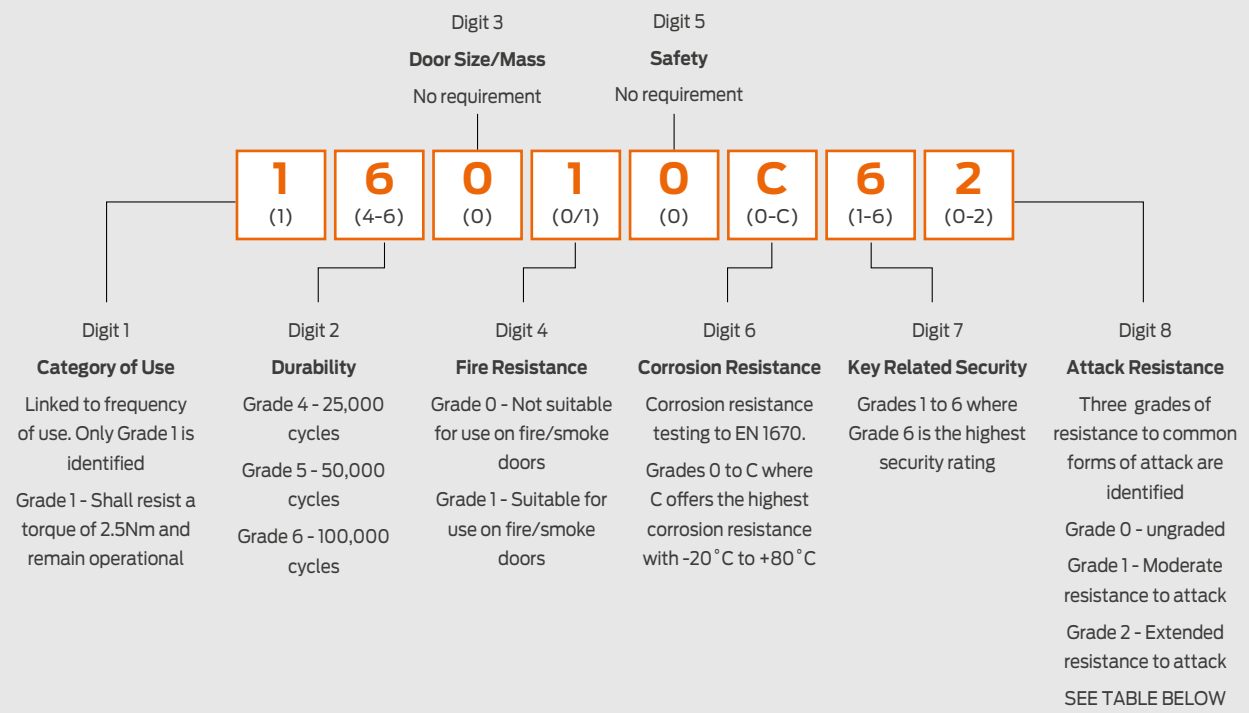 Digit 3
Door Size/Mass
No requirement
Digit 5
Safety
No requirement
1
(1)
6
(4-6)
0
(0)
1
(0/1)
0
(0)
C
(0-C)
6
(1-6)
2
(0-2)
Digit 1
Category of Use
Linked to frequency
of use. Only Grade 1 is
identified
Grade 1 - Shall resist a
torque of 2.5Nm and
remain operational
Digit 2
Durability
Grade 4 - 25,000
cycles
Grade 5 - 50,000
cycles
Grade 6 - 100,000
cycles
Digit 4
Fire Resistance
Grade 0 - Not suitable
for use on fire/smoke
doors
Grade 1 - Suitable for
use on fire/smoke
doors
Digit 6
Corrosion Resistance
Corrosion resistance
testing to EN 1670.
Grades 0 to C where
C offers the highest
corrosion resistance
with -20˚C to +80˚C
Digit 7
Key Related Security
Grades 1 to 6 where
Grade 6 is the highest
security rating
Digit 8
Attack Resistance
Three grades of
resistance to common
forms of attack are
identified
Grade 0 - ungraded
Grade 1 - Moderate
resistance to attack
Grade 2 - Extended
resistance to attack
SEE TABLE BELOW